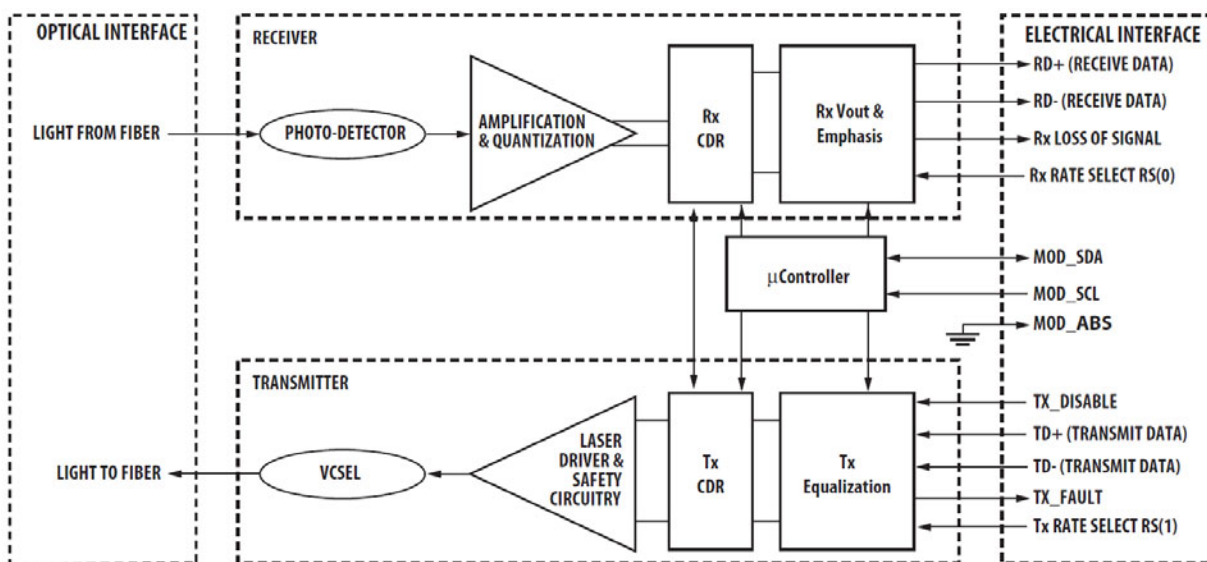 OPTICAL INTERFACE
RECEIVER
ELECTRICAL INTERFACE
LIGHT FROM FIBER
PHOTO-DETECTOR
AMPLIFICATION
& QUANTIZATION
Rx
CDR
Rx Vout &
Emphasis
RD+ (RECEIVE DATA)
RD- (RECEIVE DATA)
Rx LOSS OF SIGNAL
Rx RATE SELECT RS(0)
μController
MOD_SDA
MOD_SCL
MOD_ABS
TRANSMITTER
LIGHT TO FIBER
VCSEL
LASER
DRIVER &
SAFETY
CIRCUITRY
Tx
CDR
Tx
Equalization
TX_DISABLE
TD+ (TRANSMIT DATA)
TD- (TRANSMIT DATA)
TX_FAULT
Tx RATE SELECT RS(1)